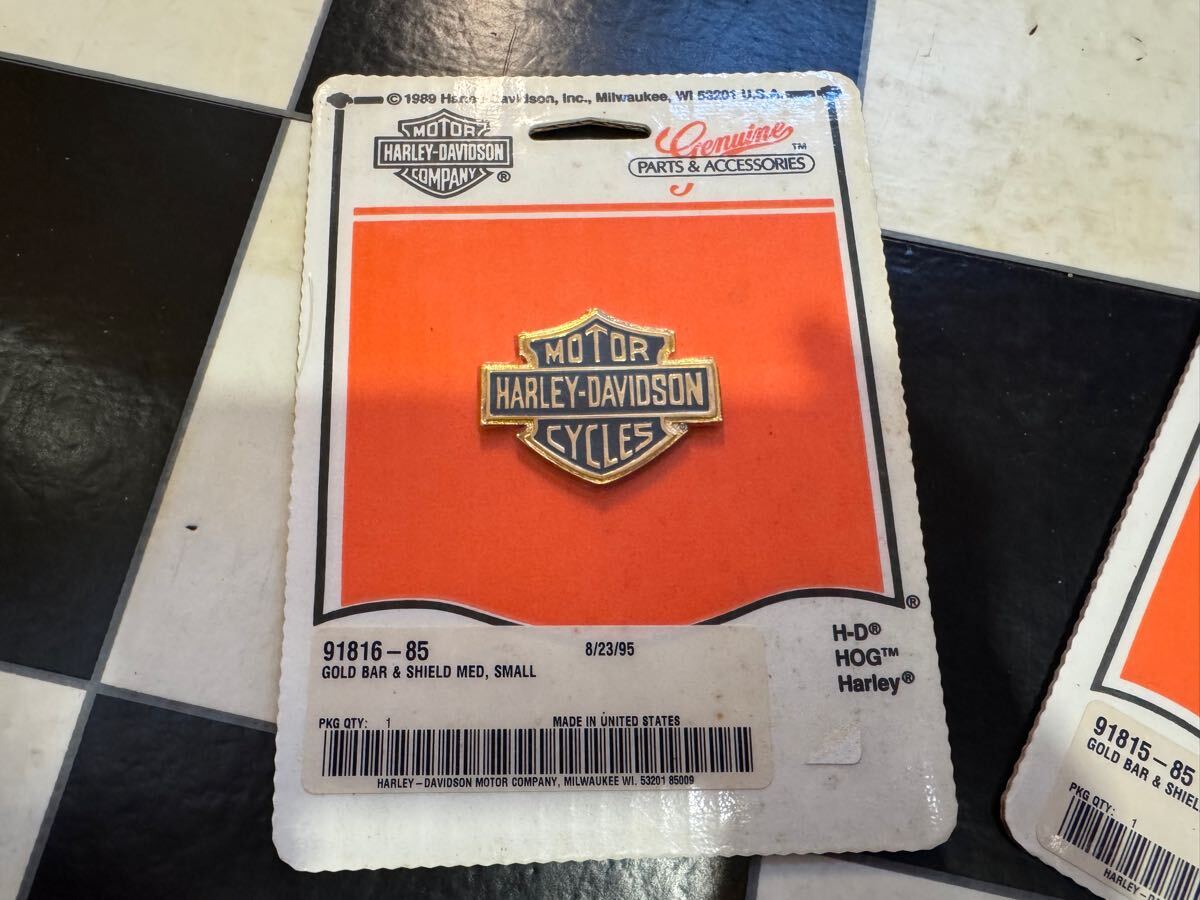 © 1989 Harley-Davidson, Inc., Milwaukee, WI 53201 U.S.A.
MOTOR
HARLEY-DAVIDSON
COMPANY ®
Genuine ™
PARTS & ACCESSORIES
MOTOR
HARLEY-DAVIDSON
CYCLES
®
H-D®
HOG™
Harley®
91816-85 8/23/95
GOLD BAR & SHIELD MED, SMALL
PKG QTY: 1 MADE IN UNITED STATES
HARLEY-DAVIDSON MOTOR COMPANY, MILWAUKEE WI. 53201 85009
91815-85
GOLD BAR &
PKG QTY: 1